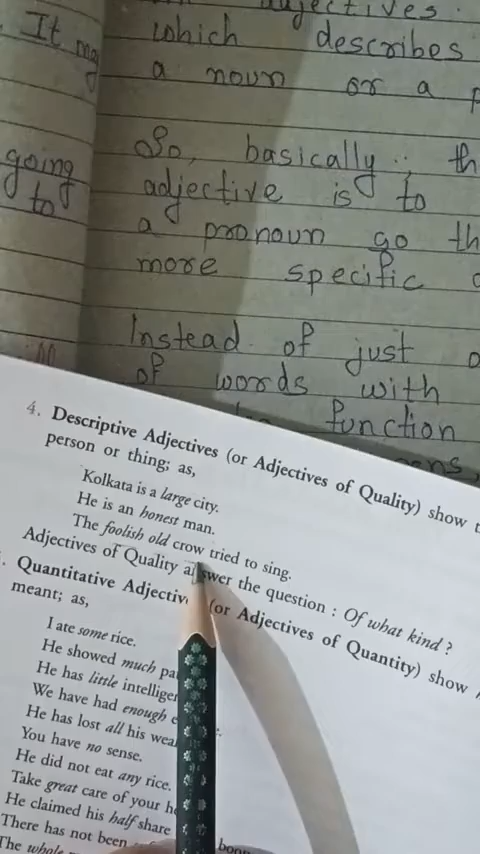 adjectives.
It may which describes
a noun or a
So, basically, th
going adjective is to
to a pronoun go th
more specific
Instead of just
of words with
function
4. Descriptive Adjectives (or Adjectives of Quality) show
person or thing; as,
Kolkata is a large city.
He is an honest man.
The foolish old crow tried to sing.
Adjectives of Quality answer the question : Of what kind ?
Quantitative (or Adjectives of Quantity) show
meant; as,
I ate some rice.
He showed much
He has little
We have had enough
He has lost all his
You have no sense.
He did not eat any rice.
Take great care of your
He claimed his half share
There has not been
The whole